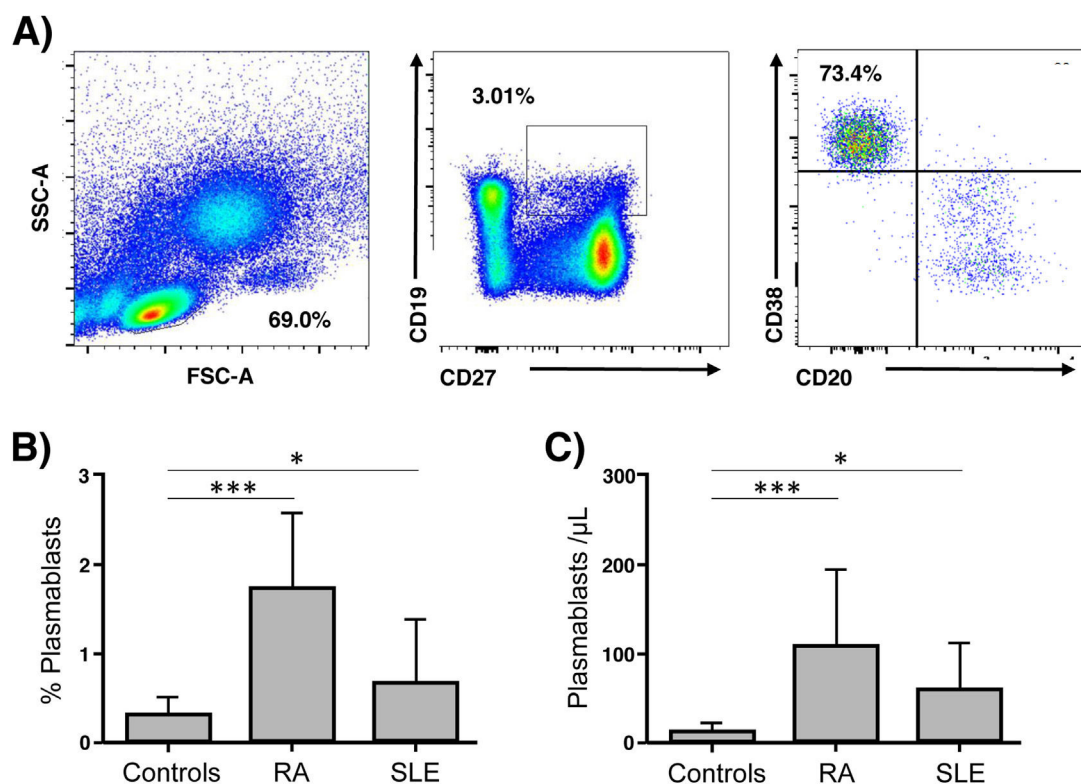 A)
SSC-A
69.0%
FSC-A
3.01%
CD19
CD27
73.4%
CD38
CD20
B)
% Plasmablasts
3
2
1
0
*
***
Controls RA SLE
C)
Plasmablasts /µL
300
200
100
0
*
***
Controls RA SLE